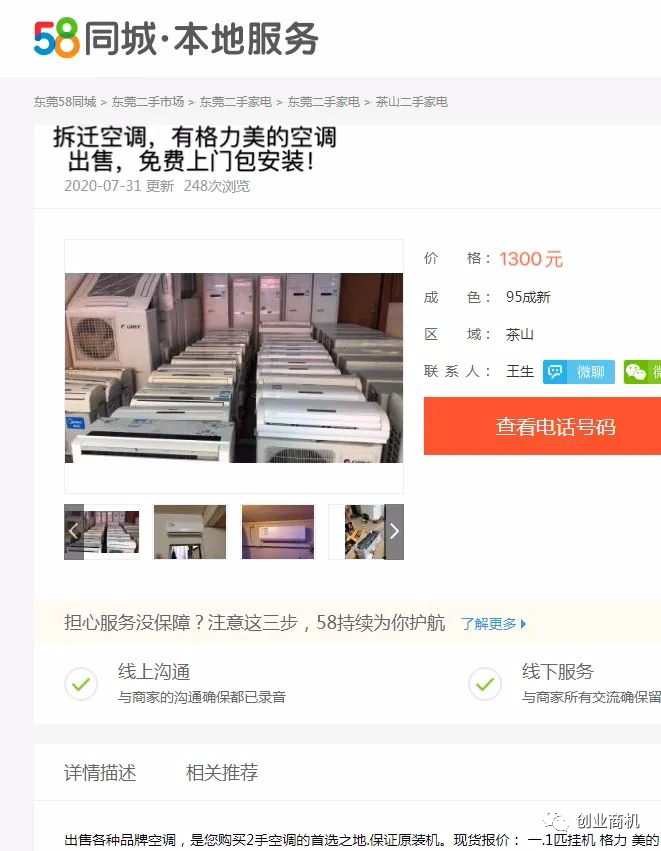 58同城·本地服务
东莞58同城 > 东莞二手市场 > 东莞二手家电 > 东莞二手家电 > 茶山二手家电
拆迁空调，有格力美的空调
出售，免费上门包安装！
2020-07-31 更新 248次浏览
价 格： 1300 元
成 色： 95成新
区 域： 茶山
联 系 人： 王生 微聊 微
查看电话号码
GREE
Midea
担心服务没保障？注意这三步，58持续为你护航 了解更多
线上沟通
与商家的沟通确保都已录音
线下服务
与商家所有交流确保留
详情描述 相关推荐
创业商机
出售各种品牌空调，是您购买2手空调的首选之地.保证原装机。现货报价： 一.1匹挂机 格力 美的